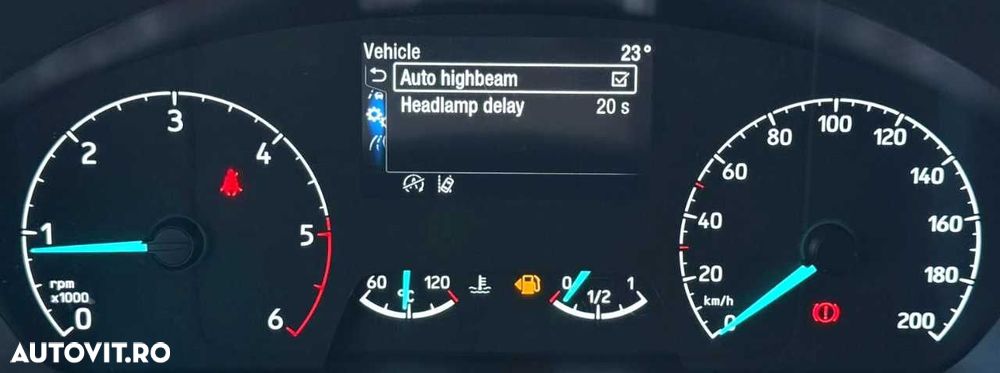 Vehicle 23°
Auto highbeam
Headlamp delay 20 s
0 1 2 3 4 5 6
rpm
x1000
60 120
°C
0 1/2 1
0 20 40 60 80 100 120 140 160 180 200
km/h
AUTOVIT.RO